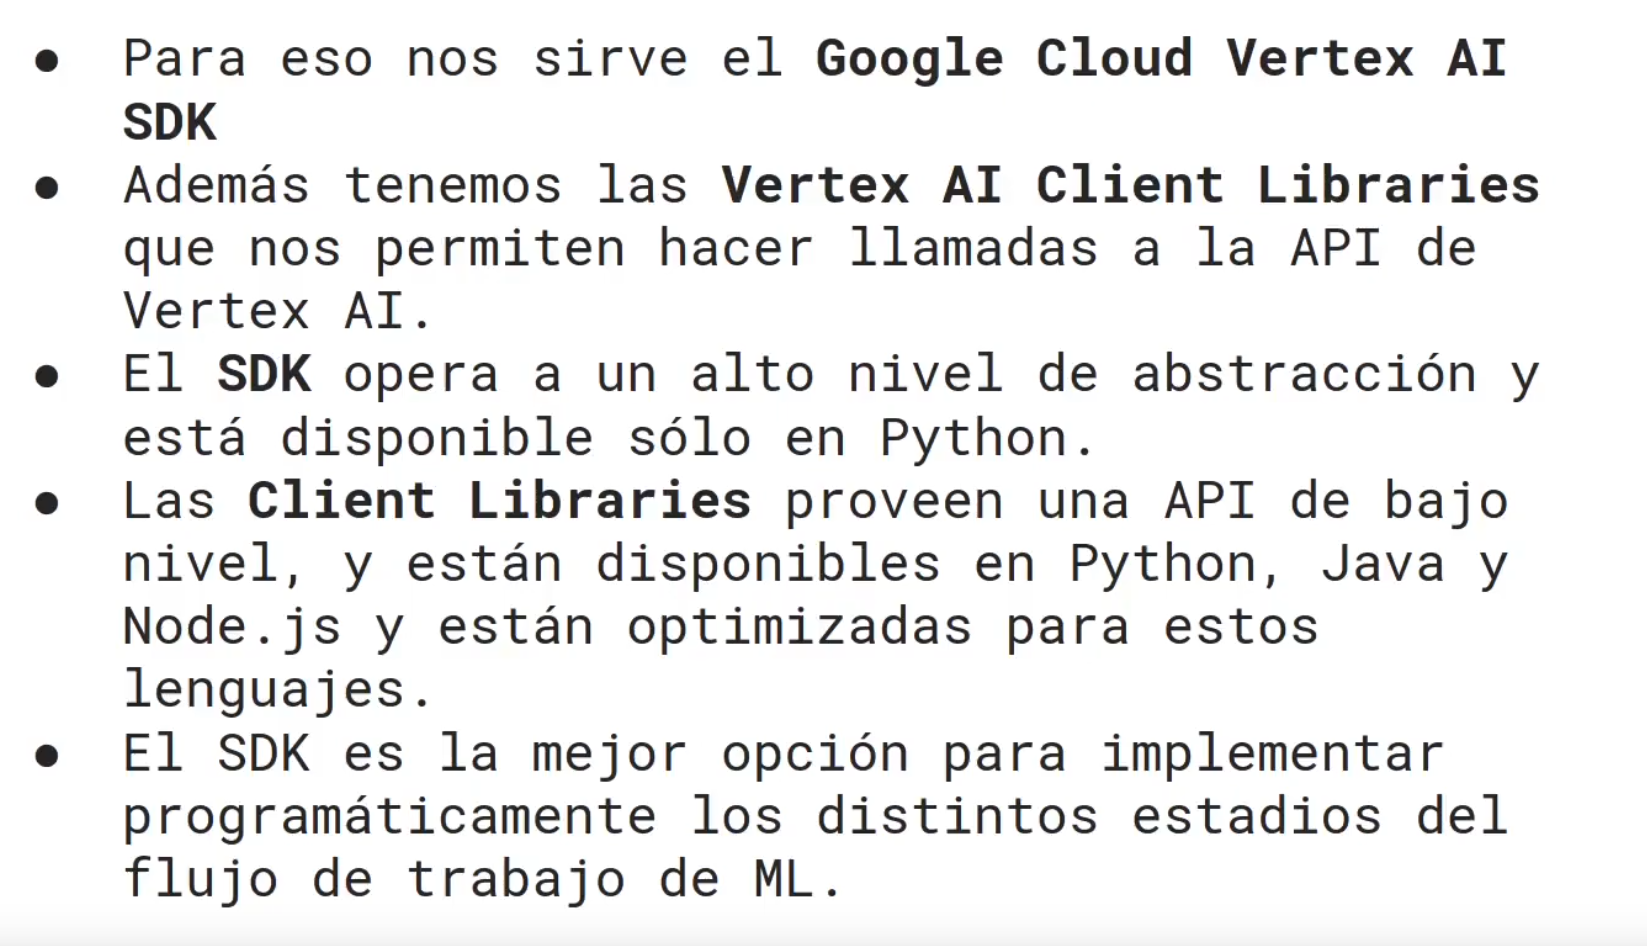 ● Para eso nos sirve el Google Cloud Vertex AI
SDK
● Además tenemos las Vertex AI Client Libraries
que nos permiten hacer llamadas a la API de
Vertex AI.
● El SDK opera a un alto nivel de abstracción y
está disponible sólo en Python.
● Las Client Libraries proveen una API de bajo
nivel, y están disponibles en Python, Java y
Node.js y están optimizadas para estos
lenguajes.
● El SDK es la mejor opción para implementar
programáticamente los distintos estadios del
flujo de trabajo de ML.